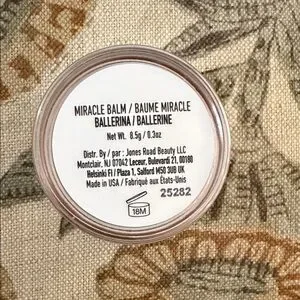 MIRACLE BALM / BAUME MIRACLE
BALLERINA / BALLERINE
Net Wt. 8.5g / 0.3oz
Distr. By / par : Jones Road Beauty LLC
Montclair, NJ 07042 Leceur, Bulevardi 21, 00180
Helsinki FI / Plaza 1, Salford M50 3UB UK
Made in USA / Fabriqué aux États-Unis
25282
18M